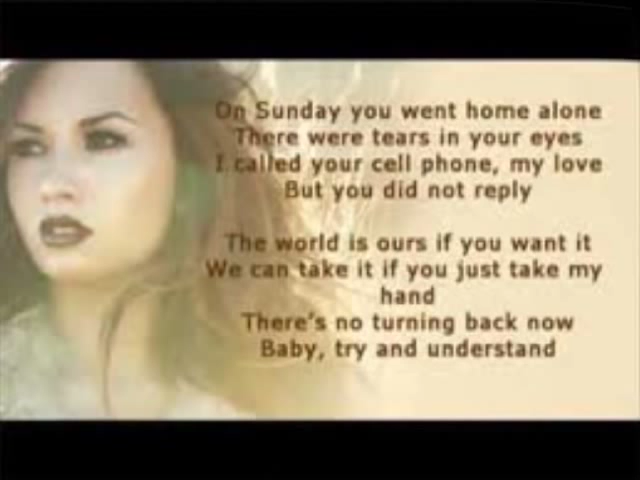 On Sunday you went home alone
There were tears in your eyes
I called your cell phone, my love
But you did not reply
The world is ours if you want it
We can take it if you just take my
hand
There's no turning back now
Baby, try and understand